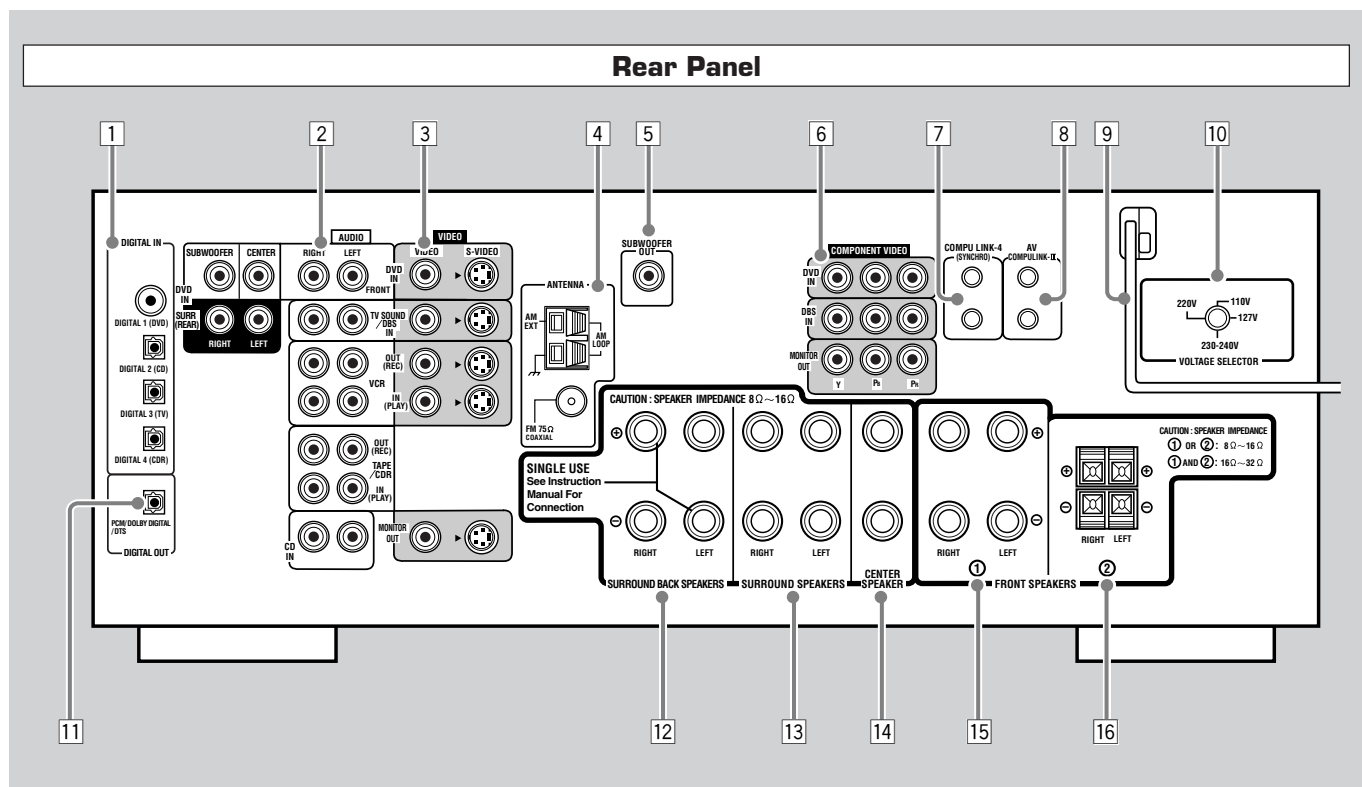 Rear Panel
1
2
3
4
5
6
7
8
9
10
DIGITAL IN
DIGITAL 1 (DVD)
DIGITAL 2 (CD)
DIGITAL 3 (TV)
DIGITAL 4 (CDR)
PCM/DOLBY DIGITAL
/DTS
DIGITAL OUT
SUBWOOFER
CENTER
DVD
IN
SURR
(REAR)
RIGHT
LEFT
AUDIO
RIGHT
LEFT
FRONT
TV SOUND
/DBS
IN
OUT
(REC)
VCR
IN
(PLAY)
OUT
(REC)
TAPE
/CDR
IN
(PLAY)
CD
IN
VIDEO
VIDEO
S-VIDEO
DVD
IN
MONITOR
OUT
ANTENNA
AM
EXT
AM
LOOP
FM 75Ω
COAXIAL
SUBWOOFER
OUT
COMPONENT VIDEO
DVD
IN
DBS
IN
MONITOR
OUT
Y
PB
PR
COMPU LINK-4
(SYNCHRO)
AV
COMPULINK-III
220V
110V
127V
230-240V
VOLTAGE SELECTOR
CAUTION : SPEAKER IMPEDANCE 8Ω～16Ω
⊕
SINGLE USE
See Instruction
Manual For
Connection
⊖
RIGHT
LEFT
SURROUND BACK SPEAKERS
RIGHT
LEFT
SURROUND SPEAKERS
CENTER
SPEAKER
⊕
⊖
RIGHT
LEFT
①
FRONT SPEAKERS
⊕
⊕
⊖
⊖
RIGHT
LEFT
②
CAUTION : SPEAKER IMPEDANCE
① OR ②: 8Ω～16 Ω
① AND ②: 16Ω～32 Ω
11
12
13
14
15
16